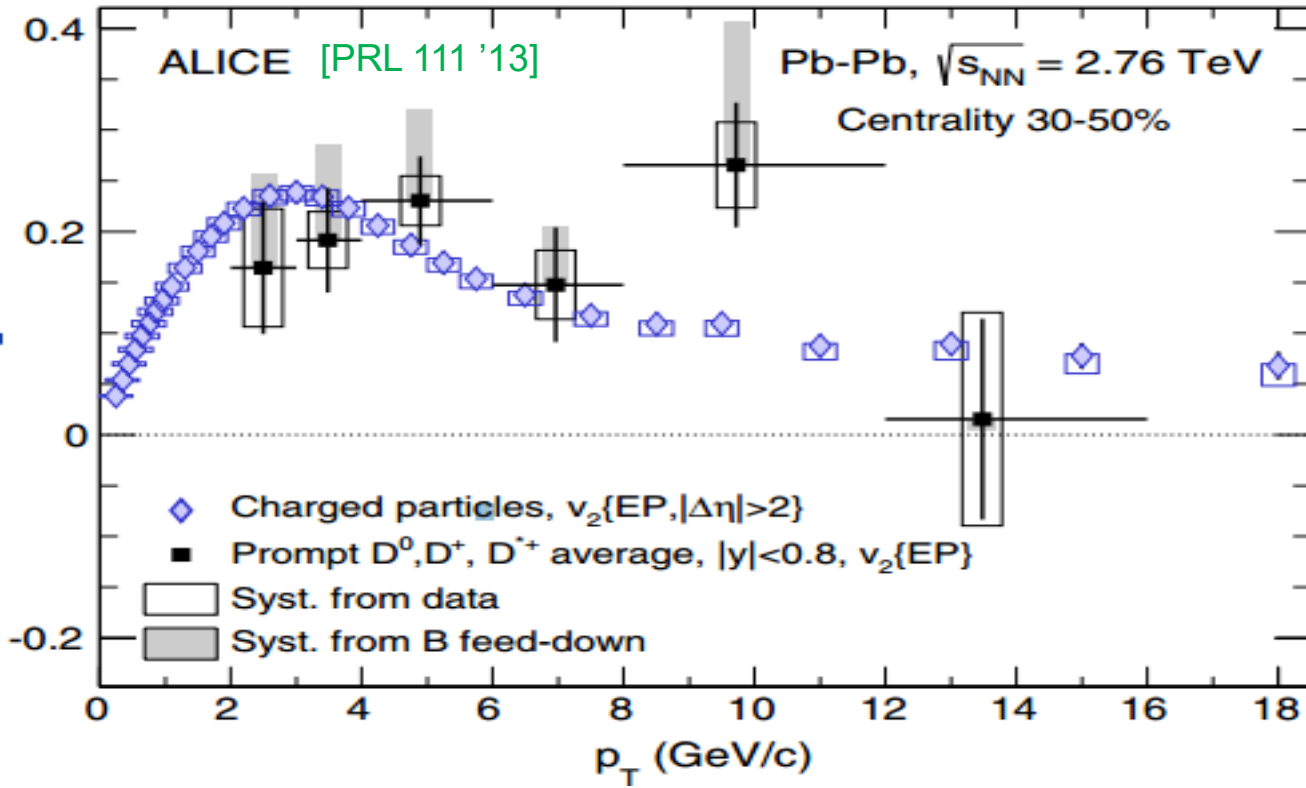 0.4
0.2
0
-0.2
ALICE [PRL 111 '13]
Pb-Pb, √s_NN = 2.76 TeV
Centrality 30-50%
Charged particles, v₂{EP,|Δη|>2}
Prompt D⁰,D⁺, D*⁺ average, |y|<0.8, v₂{EP}
Syst. from data
Syst. from B feed-down
0 2 4 6 8 10 12 14 16 18
p_T (GeV/c)